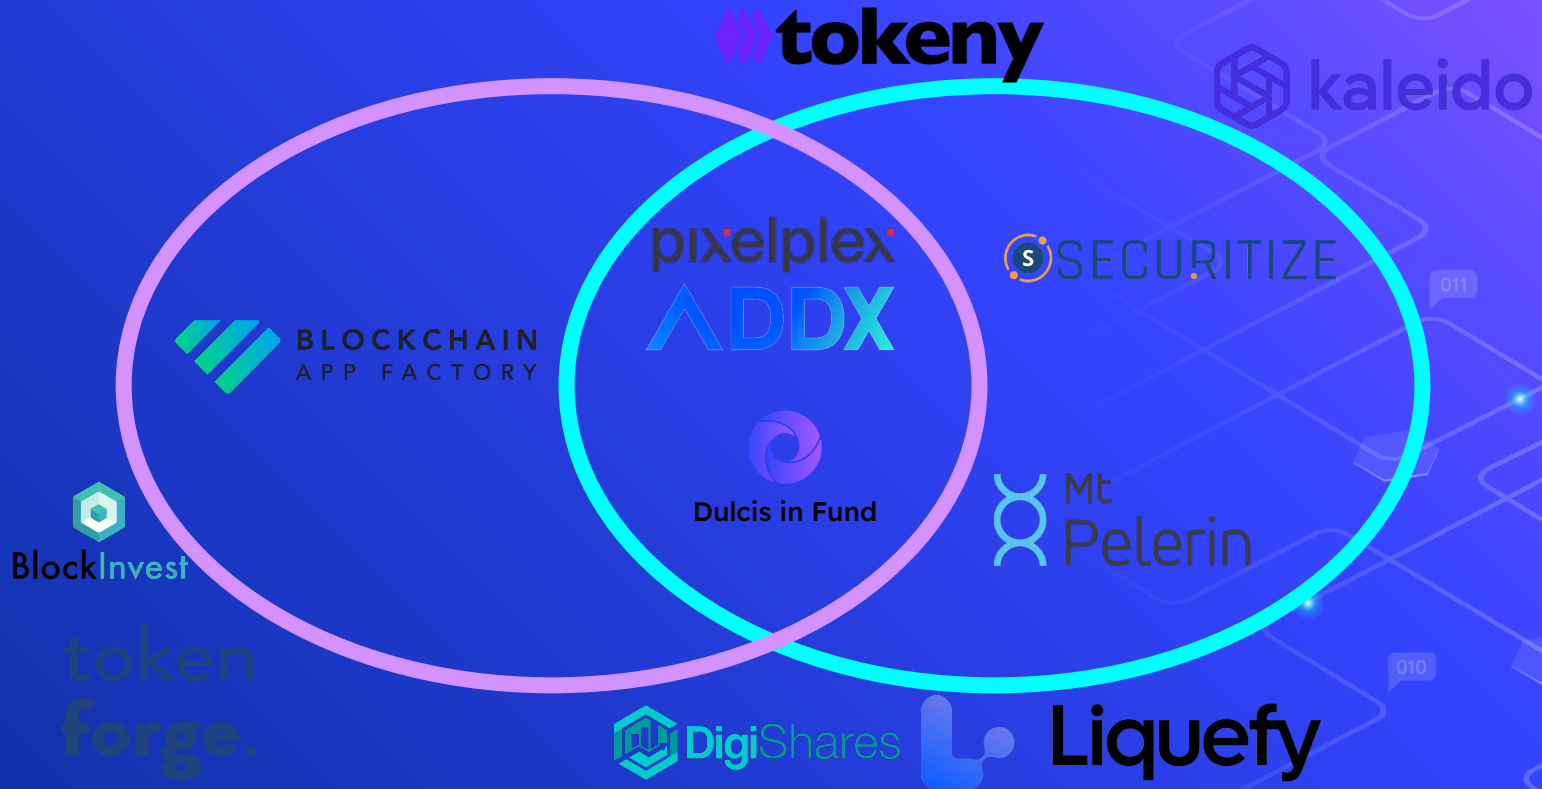 tokeny
kaleido
pixelplex
S SECURITIZE
ADDX
011
BLOCKCHAIN
APP FACTORY
Dulcis in Fund
Mt
Pelerin
BlockInvest
token
forge.
010
DigiShares
Liquefy